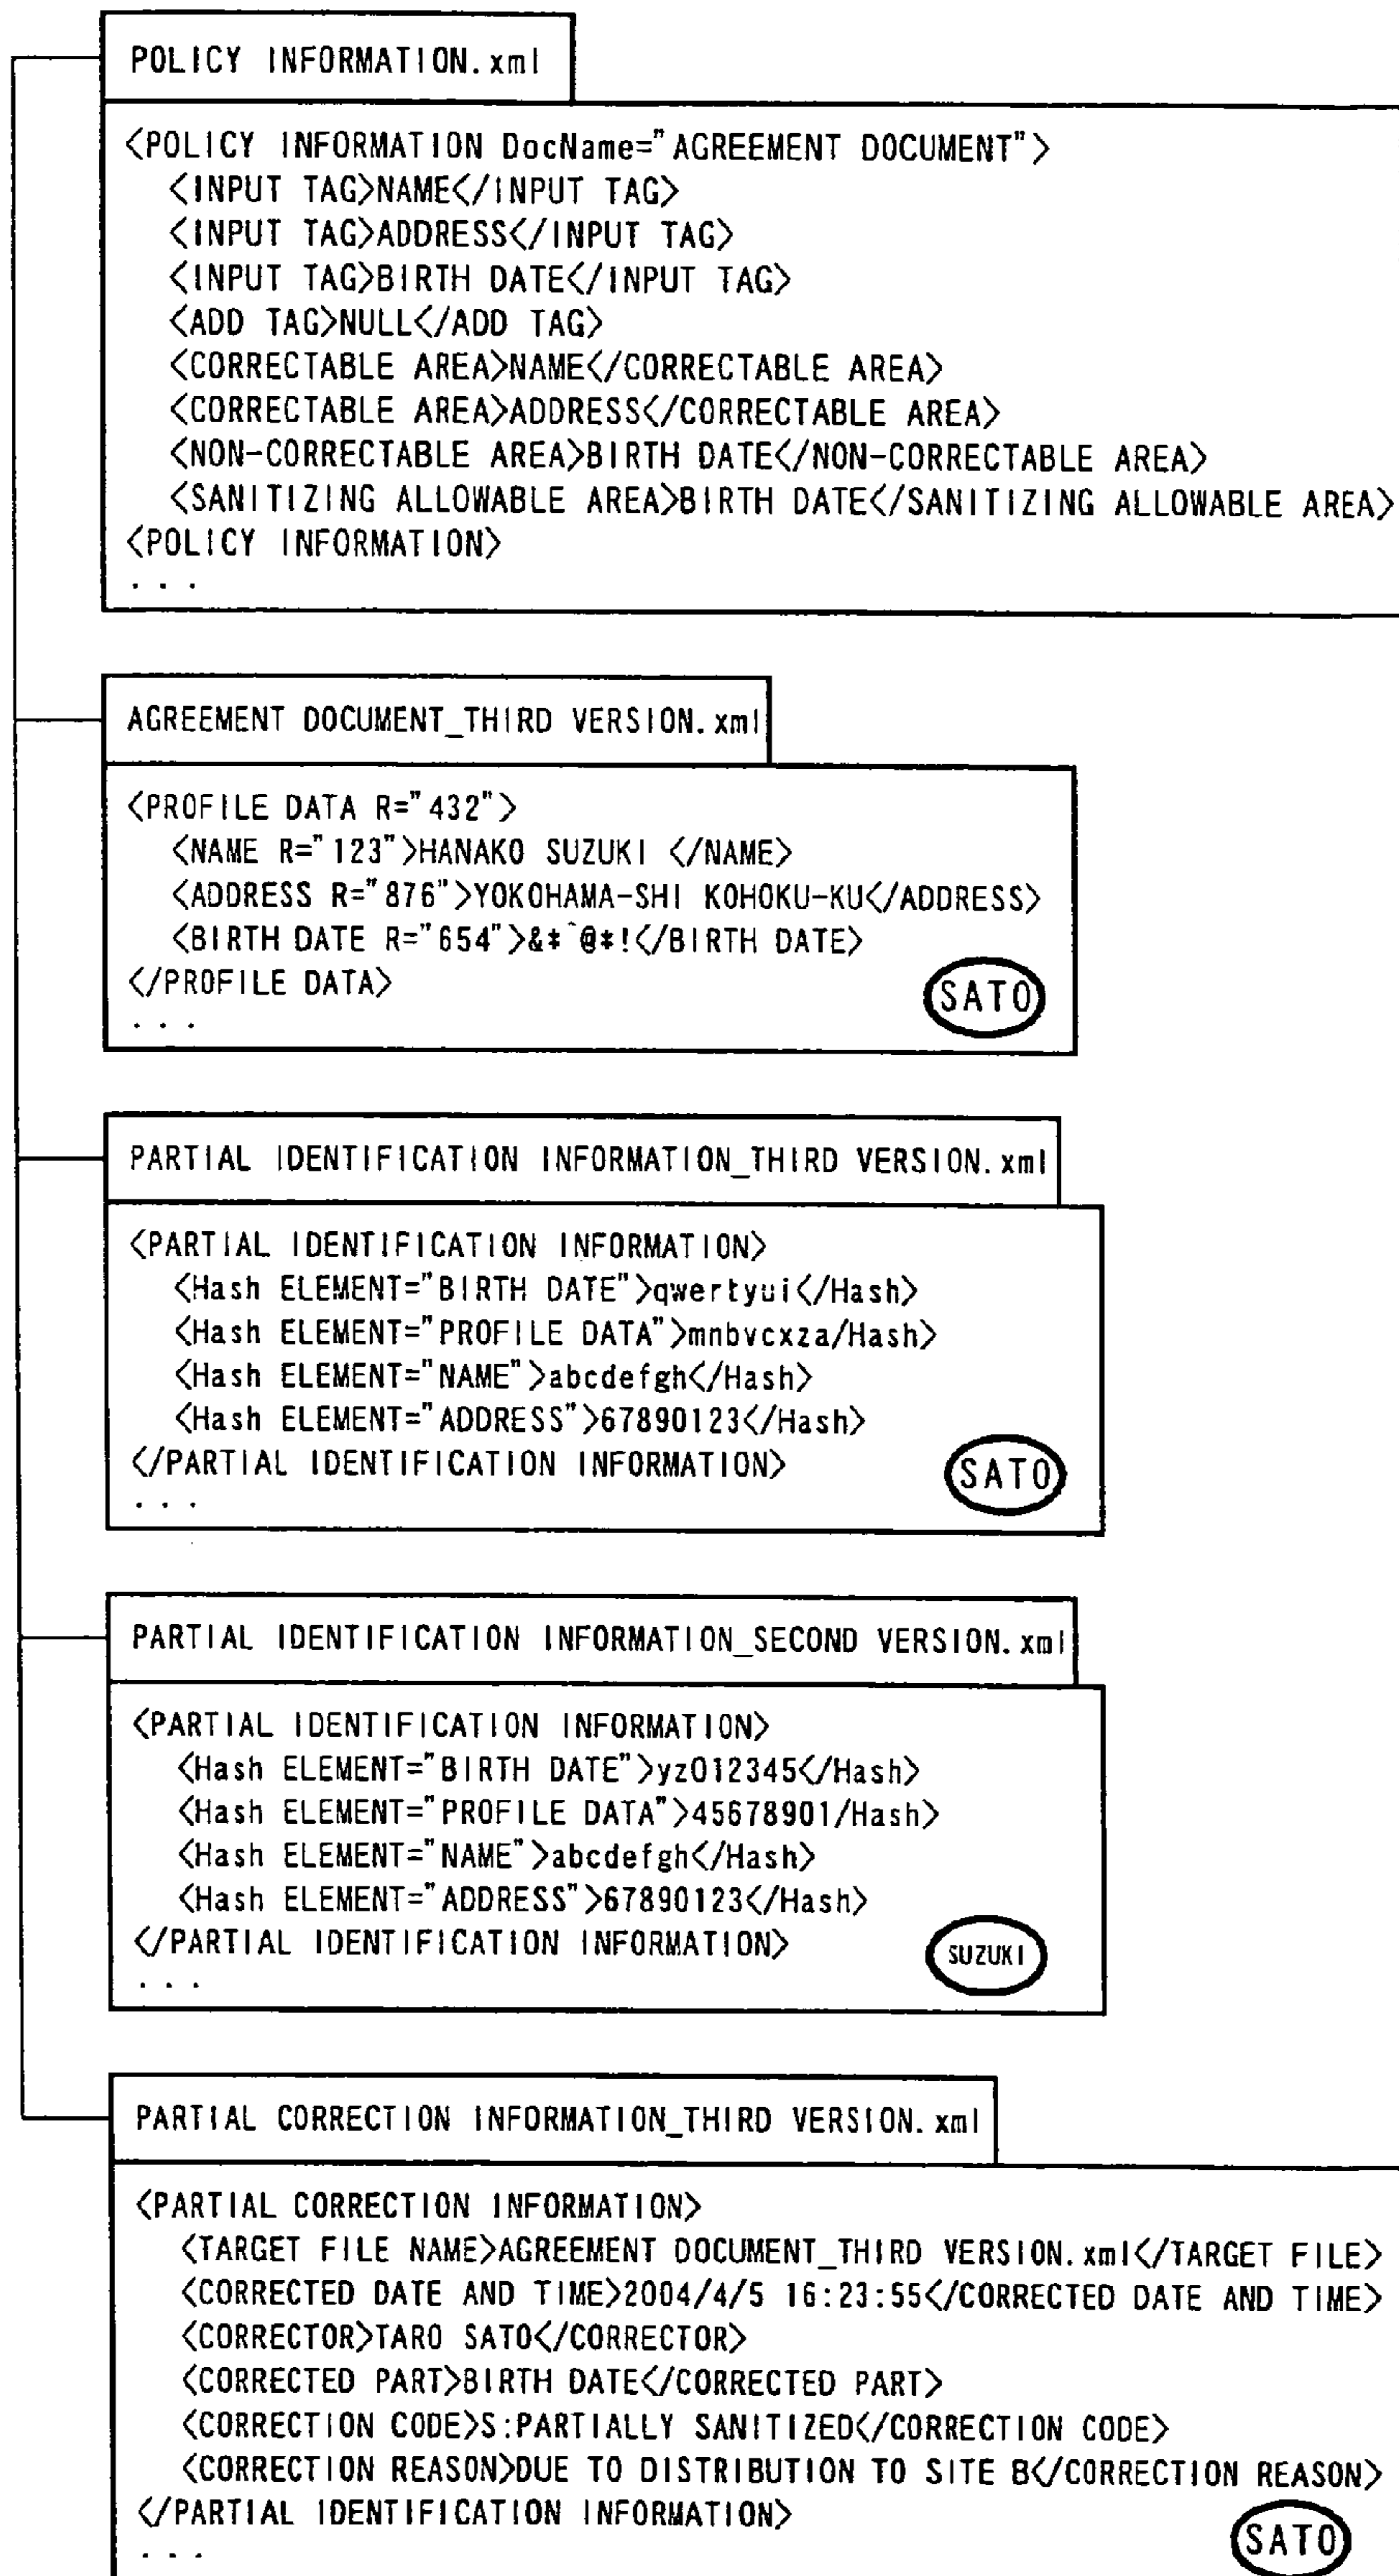 POLICY INFORMATION.xml
<POLICY INFORMATION DocName="AGREEMENT DOCUMENT">
<INPUT TAG>NAME</INPUT TAG>
<INPUT TAG>ADDRESS</INPUT TAG>
<INPUT TAG>BIRTH DATE</INPUT TAG>
<ADD TAG>NULL</ADD TAG>
<CORRECTABLE AREA>NAME</CORRECTABLE AREA>
<CORRECTABLE AREA>ADDRESS</CORRECTABLE AREA>
<NON-CORRECTABLE AREA>BIRTH DATE</NON-CORRECTABLE AREA>
<SANITIZING ALLOWABLE AREA>BIRTH DATE</SANITIZING ALLOWABLE AREA>
<POLICY INFORMATION>
. . .
AGREEMENT DOCUMENT_THIRD VERSION.xml
<PROFILE DATA R="432">
<NAME R="123">HANAKO SUZUKI </NAME>
<ADDRESS R="876">YOKOHAMA-SHI KOHOKU-KU</ADDRESS>
<BIRTH DATE R="654">&*^@*!</BIRTH DATE>
</PROFILE DATA>
. . .
SATO
PARTIAL IDENTIFICATION INFORMATION_THIRD VERSION.xml
<PARTIAL IDENTIFICATION INFORMATION>
<Hash ELEMENT="BIRTH DATE">qwertyui</Hash>
<Hash ELEMENT="PROFILE DATA">mnbvcxza/Hash>
<Hash ELEMENT="NAME">abcdefgh</Hash>
<Hash ELEMENT="ADDRESS">67890123</Hash>
</PARTIAL IDENTIFICATION INFORMATION>
. . .
SATO
PARTIAL IDENTIFICATION INFORMATION_SECOND VERSION.xml
<PARTIAL IDENTIFICATION INFORMATION>
<Hash ELEMENT="BIRTH DATE">yz012345</Hash>
<Hash ELEMENT="PROFILE DATA">45678901/Hash>
<Hash ELEMENT="NAME">abcdefgh</Hash>
<Hash ELEMENT="ADDRESS">67890123</Hash>
</PARTIAL IDENTIFICATION INFORMATION>
. . .
SUZUKI
PARTIAL CORRECTION INFORMATION_THIRD VERSION.xml
<PARTIAL CORRECTION INFORMATION>
<TARGET FILE NAME>AGREEMENT DOCUMENT_THIRD VERSION.xml</TARGET FILE>
<CORRECTED DATE AND TIME>2004/4/5 16:23:55</CORRECTED DATE AND TIME>
<CORRECTOR>TARO SATO</CORRECTOR>
<CORRECTED PART>BIRTH DATE</CORRECTED PART>
<CORRECTION CODE>S:PARTIALLY SANITIZED</CORRECTION CODE>
<CORRECTION REASON>DUE TO DISTRIBUTION TO SITE B</CORRECTION REASON>
</PARTIAL IDENTIFICATION INFORMATION>
. . .
SATO